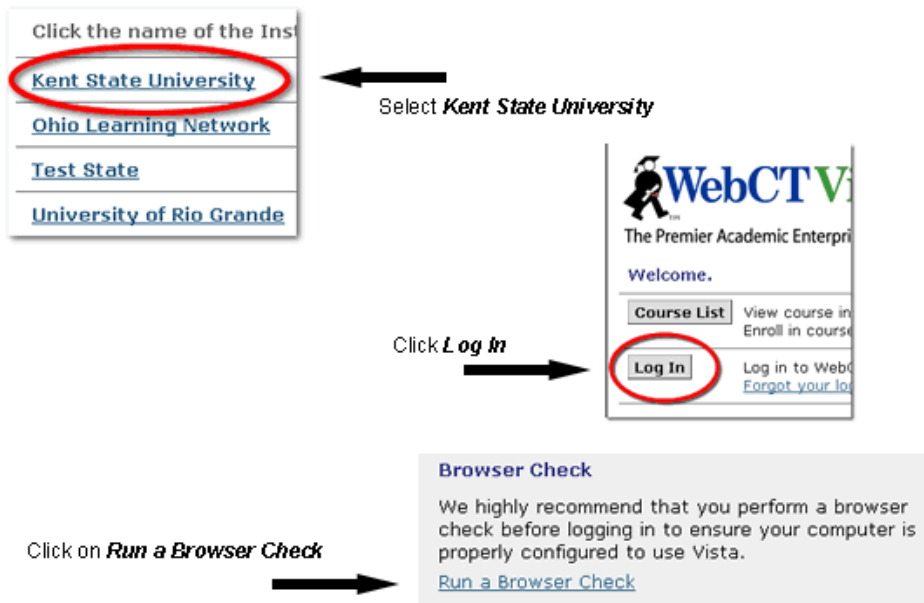 Click the name of the Inst
Kent State University
Select Kent State University
Ohio Learning Network
Test State
University of Rio Grande
WebCT Vi
TM
The Premier Academic Enterpri
Welcome.
Course List View course in
Enroll in course
Click Log In
Log In Log in to WebC
Forgot your lo
Browser Check
We highly recommend that you perform a browser
check before logging in to ensure your computer is
properly configured to use Vista.
Click on Run a Browser Check
Run a Browser Check